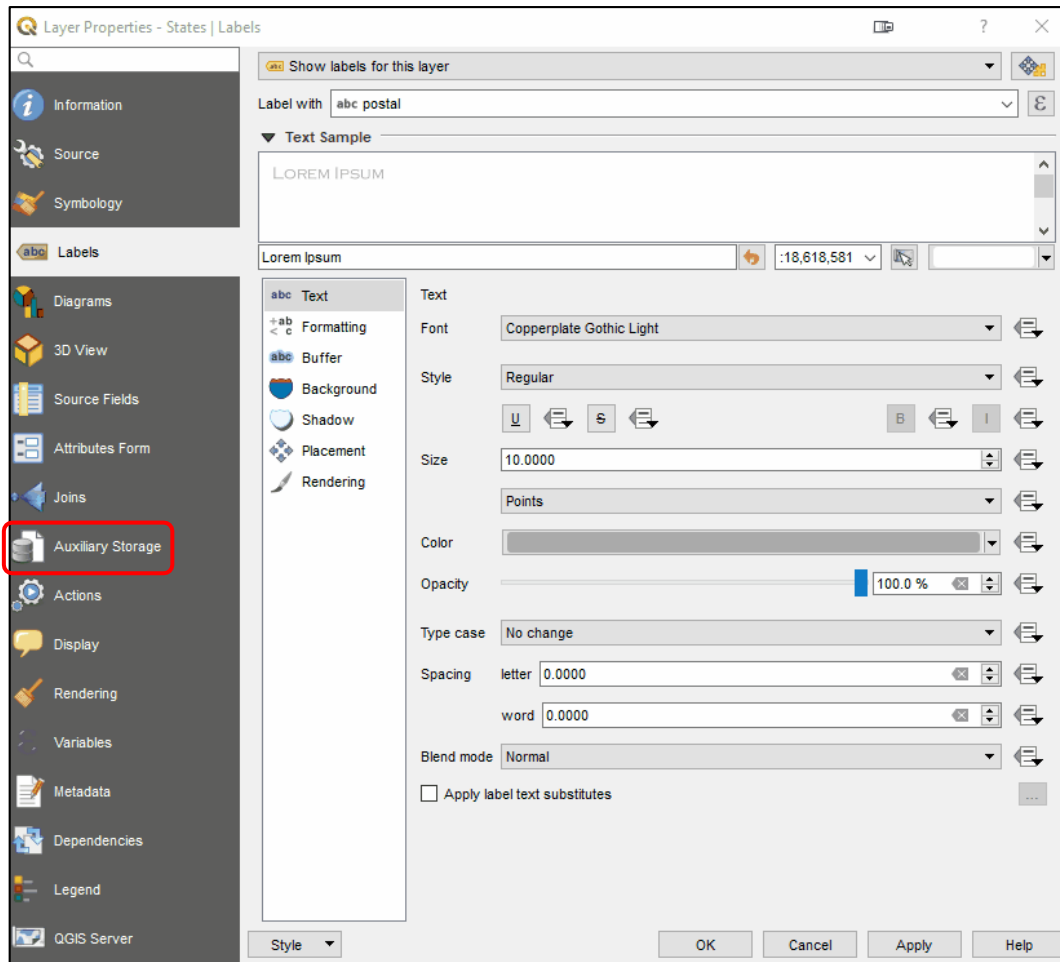 Layer Properties - States | Labels
?
Show labels for this layer
Label with abc postal
ε
Text Sample
LOREM IPSUM
Lorem Ipsum
:18,618,581
Information
Source
Symbology
abc Labels
Diagrams
3D View
Source Fields
Attributes Form
Joins
Auxiliary Storage
Actions
Display
Rendering
Variables
Metadata
Dependencies
Legend
QGIS Server
abc Text
+ab < c Formatting
abc Buffer
Background
Shadow
Placement
Rendering
Text
Font Copperplate Gothic Light
Style Regular
U S B I
Size 10.0000
Points
Color
Opacity 100.0 %
Type case No change
Spacing letter 0.0000
word 0.0000
Blend mode Normal
Apply label text substitutes
...
Style OK Cancel Apply Help